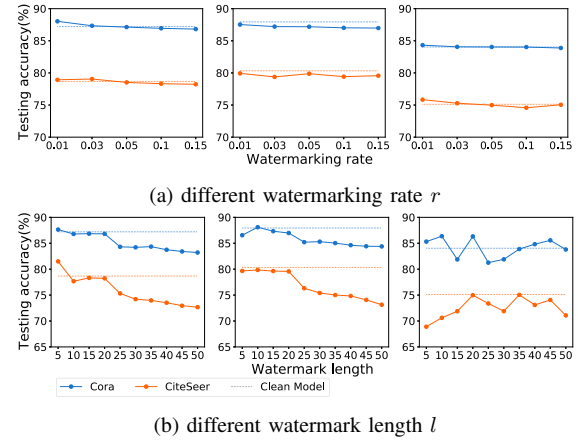 Testing accuracy(%)
90
85
80
75
70
0.01 0.03 0.05 0.1 0.15
90
85
80
75
70
0.01 0.03 0.05 0.1 0.15
90
85
80
75
70
0.01 0.03 0.05 0.1 0.15
Watermarking rate
(a) different watermarking rate r
Testing accuracy(%)
90
85
80
75
70
65
5 10 15 20 25 30 35 40 45 50
90
85
80
75
70
65
5 10 15 20 25 30 35 40 45 50
90
85
80
75
70
65
5 10 15 20 25 30 35 40 45 50
Watermark length
Cora CiteSeer Clean Model
(b) different watermark length l